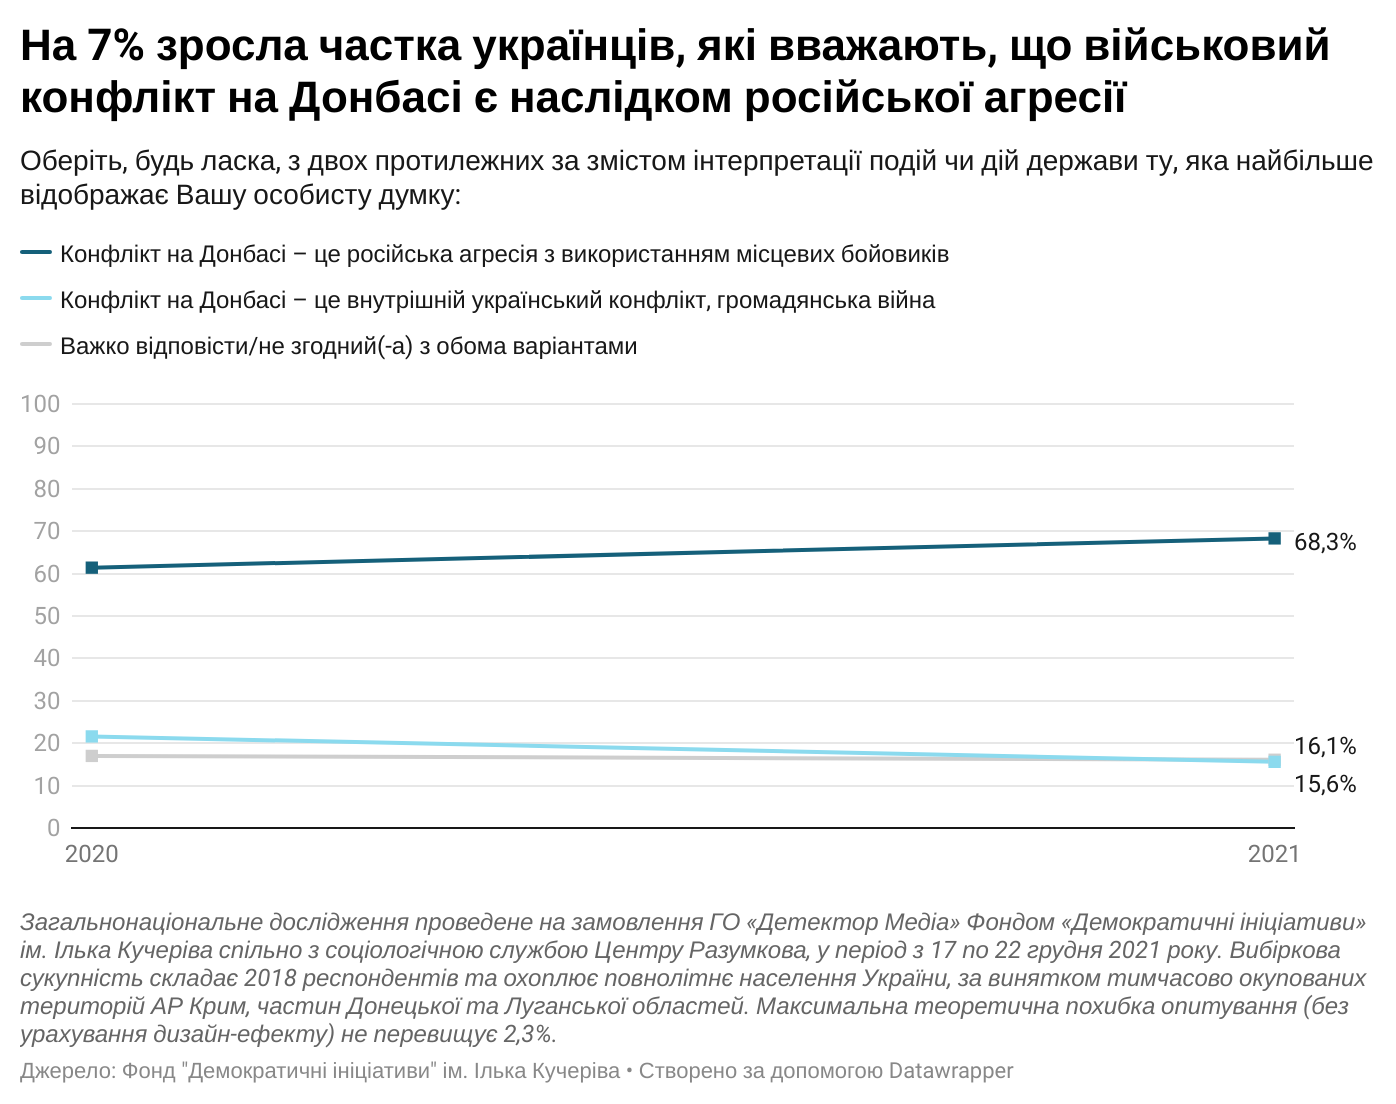 На 7% зросла частка українців, які вважають, що військовий
конфлікт на Донбасі є наслідком російської агресії
Оберіть, будь ласка, з двох протилежних за змістом інтерпретації подій чи дій держави ту, яка найбільше
відображає Вашу особисту думку:
Конфлікт на Донбасі – це російська агресія з використанням місцевих бойовиків
Конфлікт на Донбасі – це внутрішній український конфлікт, громадянська війна
Важко відповісти/не згодний(-а) з обома варіантами
100
90
80
70
68,3%
60
50
40
30
20
16,1%
10
15,6%
0
2020
2021
Загальнонаціональне дослідження проведене на замовлення ГО «Детектор Медіа» Фондом «Демократичні ініціативи»
ім. Ілька Кучеріва спільно з соціологічною службою Центру Разумкова, у період з 17 по 22 грудня 2021 року. Вибіркова
сукупність складає 2018 респондентів та охоплює повнолітнє населення України, за винятком тимчасово окупованих
територій АР Крим, частин Донецької та Луганської областей. Максимальна теоретична похибка опитування (без
урахування дизайн-ефекту) не перевищує 2,3%.
Джерело: Фонд "Демократичні ініціативи" ім. Ілька Кучеріва • Створено за допомогою Datawrapper